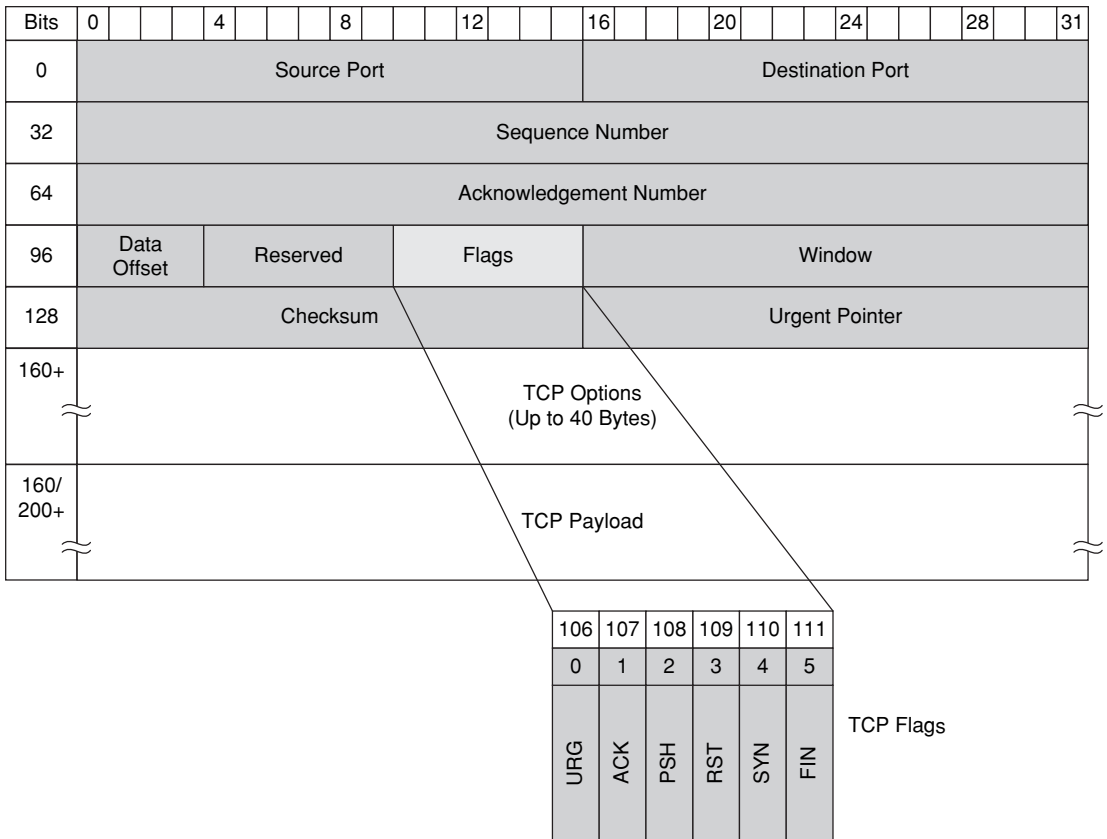 Bits 0 4 8 12 16 20 24 28 31
0 Source Port Destination Port
32 Sequence Number
64 Acknowledgement Number
96 Data Offset Reserved Flags Window
128 Checksum Urgent Pointer
160+ TCP Options
(Up to 40 Bytes)
160/
200+ TCP Payload
106 107 108 109 110 111
0 1 2 3 4 5
URG ACK PSH RST SYN FIN
TCP Flags